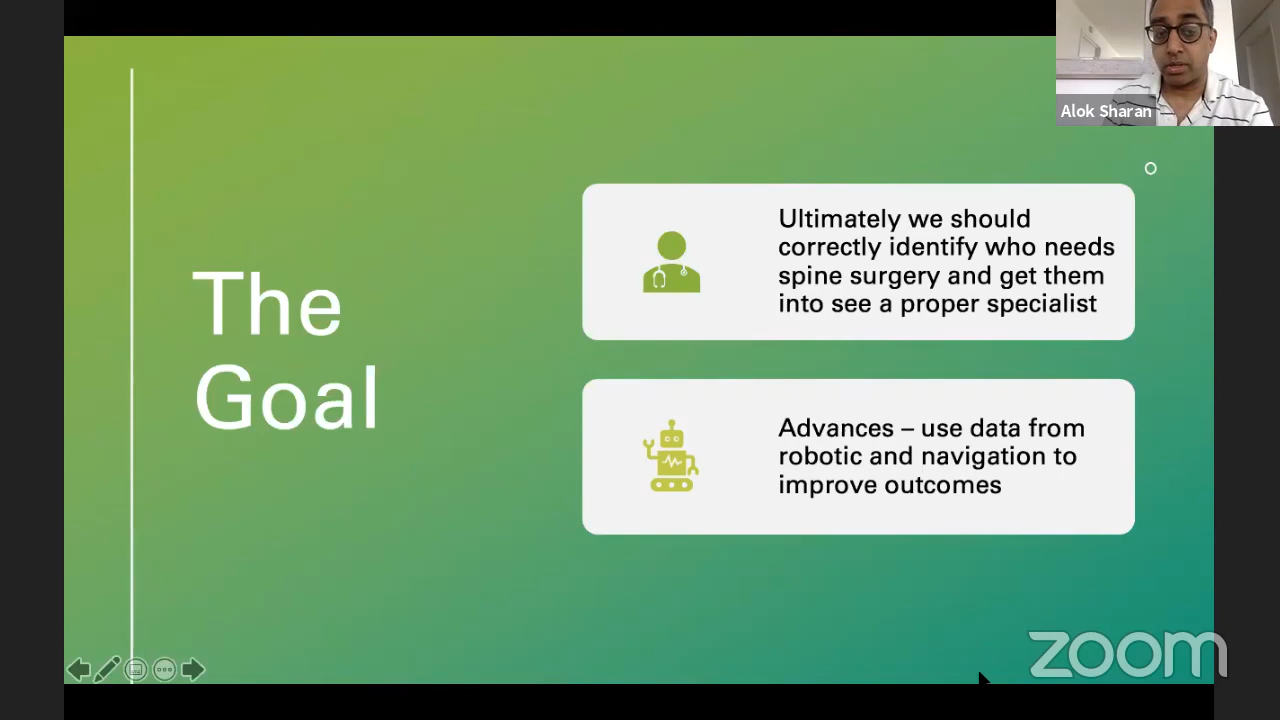 Alok Sharan
The
Goal
Ultimately we should
correctly identify who needs
spine surgery and get them
into see a proper specialist
Advances – use data from
robotic and navigation to
improve outcomes
zoom